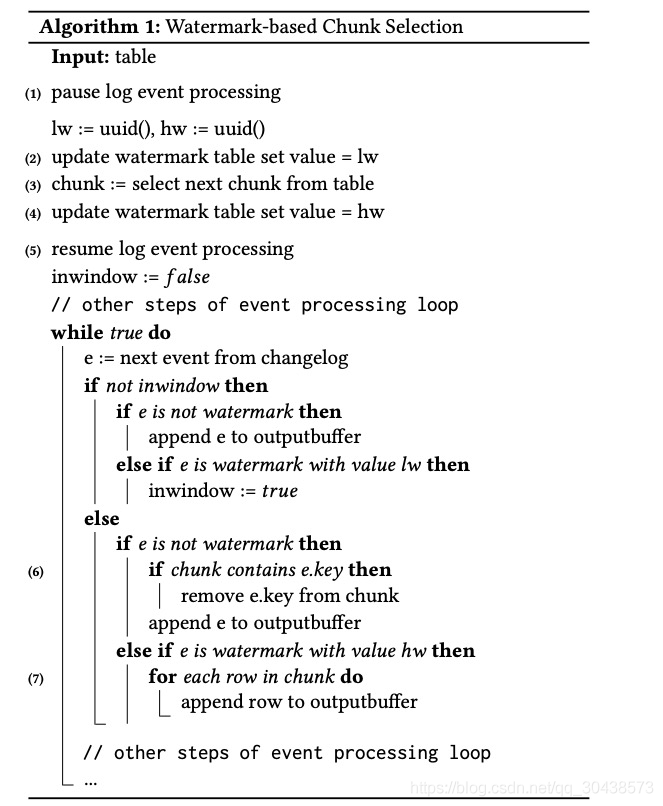 Algorithm 1: Watermark-based Chunk Selection
Input: table
(1) pause log event processing
lw := uuid(), hw := uuid()
(2) update watermark table set value = lw
(3) chunk := select next chunk from table
(4) update watermark table set value = hw
(5) resume log event processing
inwindow := false
// other steps of event processing loop
while true do
e := next event from changelog
if not inwindow then
if e is not watermark then
append e to outputbuffer
else if e is watermark with value lw then
inwindow := true
else
if e is not watermark then
(6) if chunk contains e.key then
remove e.key from chunk
append e to outputbuffer
else if e is watermark with value hw then
(7) for each row in chunk do
append row to outputbuffer
// other steps of event processing loop
...
https://blog.csdn.net/qq_30438573